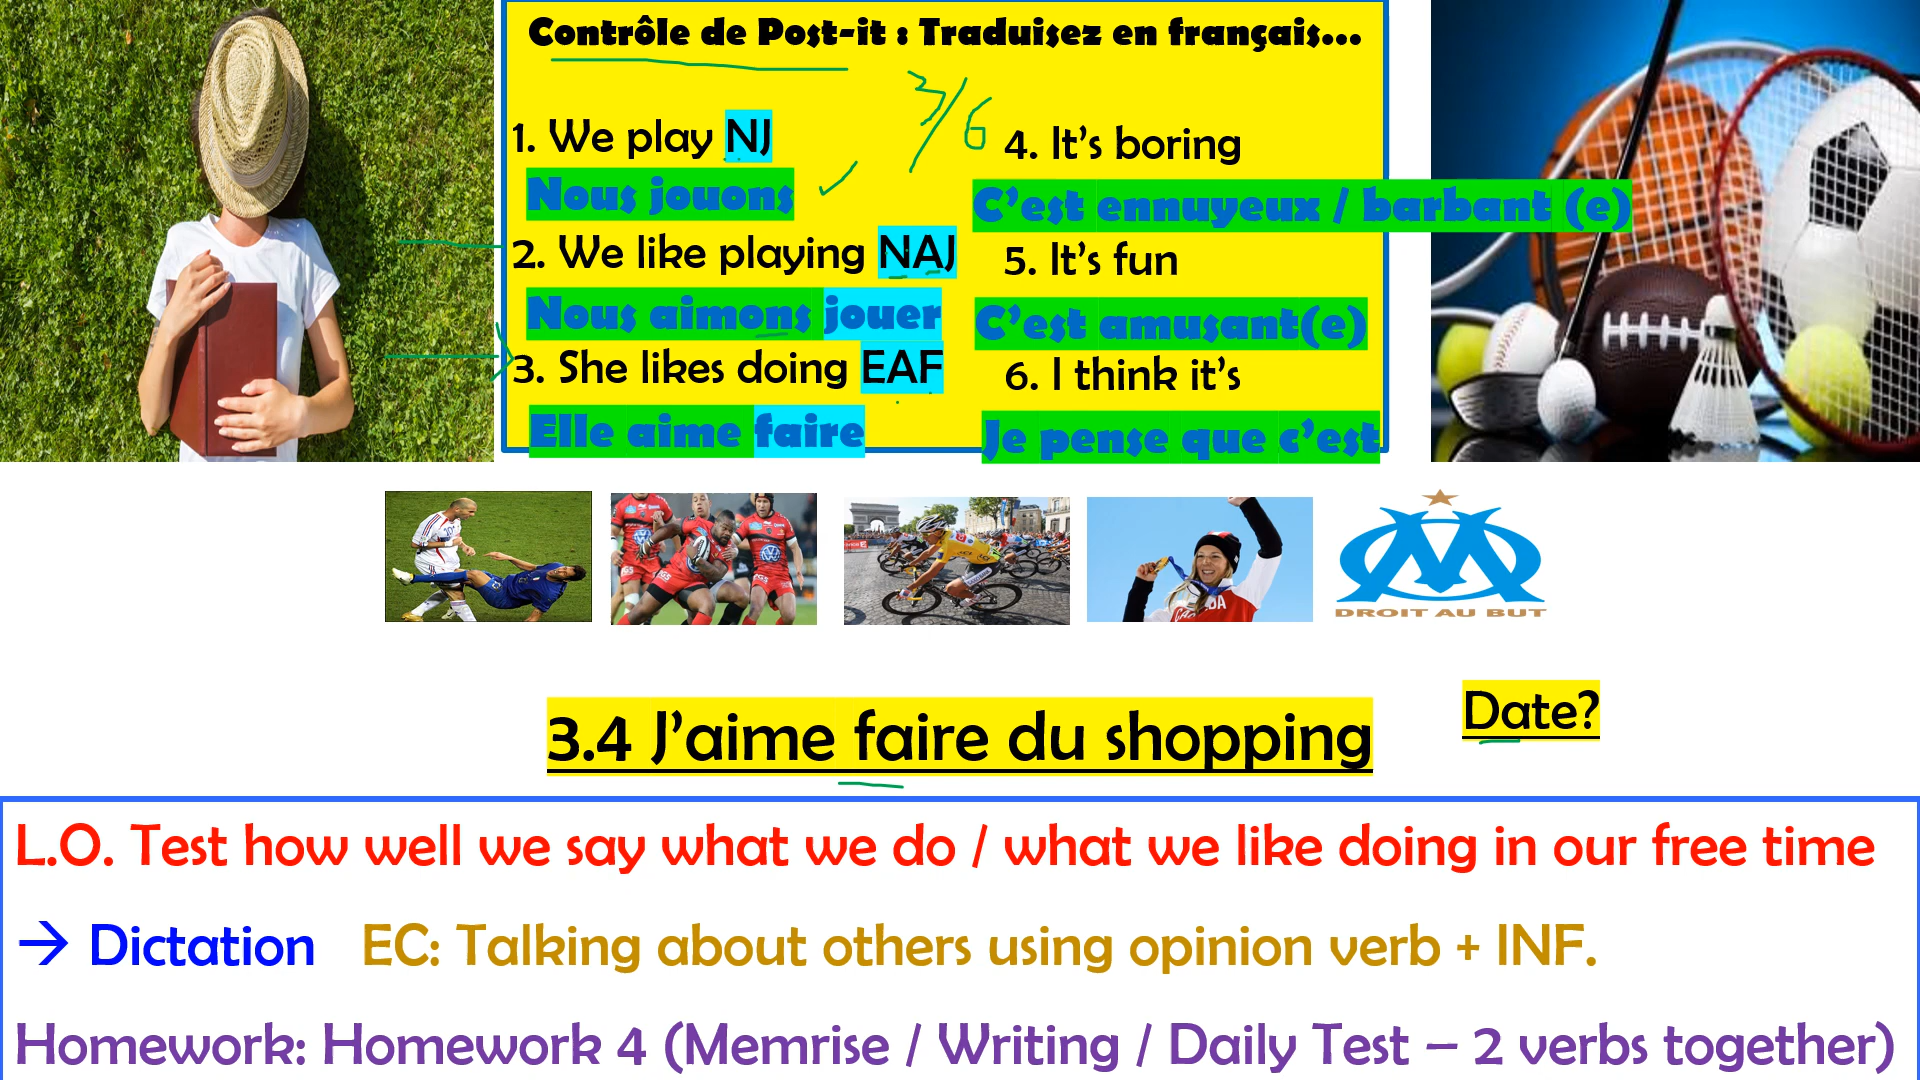 Contrôle de Post-it : Traduisez en français...
3/6
1. We play NJ
Nous jouons
2. We like playing NAJ
Nous aimons jouer
3. She likes doing EAF
Elle aime faire
4. It's boring
C'est ennuyeux / barbant (e)
5. It's fun
C'est amusant(e)
6. I think it's
Je pense que c'est
DROIT AU BUT
3.4 J'aime faire du shopping
Date?
L.O. Test how well we say what we do / what we like doing in our free time
→ Dictation EC: Talking about others using opinion verb + INF.
Homework: Homework 4 (Memrise / Writing / Daily Test – 2 verbs together)